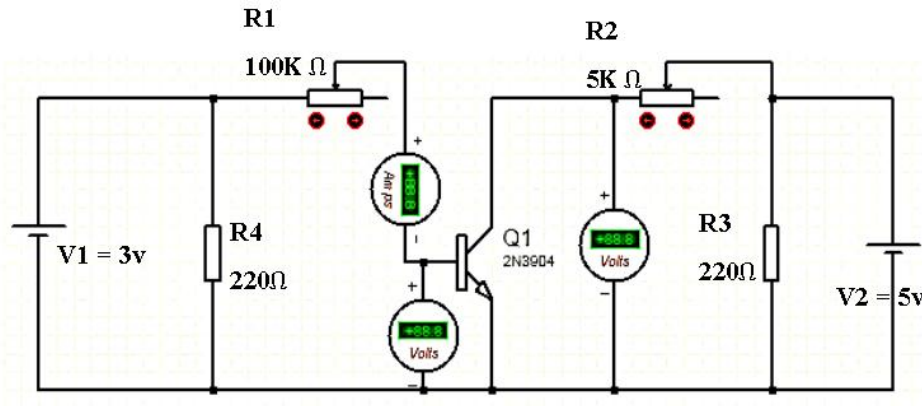 R1
100K Ω
R2
5K Ω
+
+88.8
Amps
-
R4
220Ω
V1 = 3v
+
+88.8
Volts
-
Q1
2N3904
+
+88.8
Volts
-
R3
220Ω
V2 = 5v